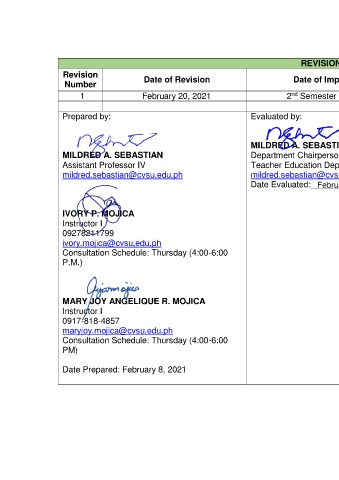 REVISION
Revision Number
Date of Revision
Date of Imp
1
February 20, 2021
2nd Semester
Prepared by:
MILDRED A. SEBASTIAN
Assistant Professor IV
mildred.sebastian@cvsu.edu.ph
IVORY P. MOJICA
Instructor I
ivory.mojica@cvsu.edu.ph
Consultation Schedule: Thursday (4:00-6:00
P.M.)
MARY JOY ANGELIQUE R. MOJICA
Instructor I
0917-818-4857
maryjoy.mojica@cvsu.edu.ph
Consultation Schedule: Thursday (4:00-6:00
PM)
Date Prepared: February 8, 2021
Evaluated by:
MILDRED A. SEBASTI
Department Chairperso
Teacher Education Dep
mildred.sebastian@cvs
Date Evaluated: Febru